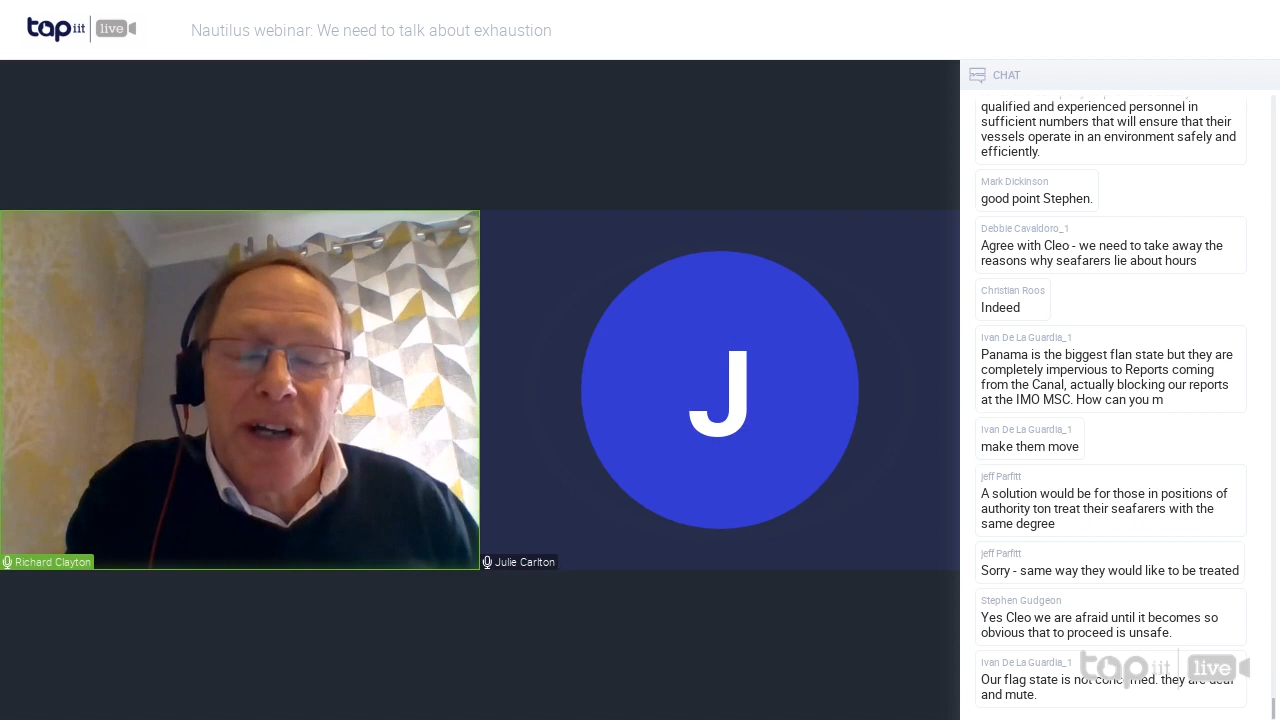 tap iit live
Nautilus webinar: We need to talk about exhaustion
CHAT
qualified and experienced personnel in
sufficient numbers that will ensure that their
vessels operate in an environment safely and
efficiently.
Mark Dickinson
good point Stephen.
Debbie Cavaldoro_1
Agree with Cleo - we need to take away the
reasons why seafarers lie about hours
Christian Roos
Indeed
Ivan De La Guardia_1
Panama is the biggest flan state but they are
completely impervious to Reports coming
from the Canal, actually blocking our reports
at the IMO MSC. How can you m
Ivan De La Guardia_1
make them move
jeff Parfitt
A solution would be for those in positions of
authority ton treat their seafarers with the
same degree
jeff Parfitt
Sorry - same way they would like to be treated
Stephen Gudgeon
Yes Cleo we are afraid until it becomes so
obvious that to proceed is unsafe.
Ivan De La Guardia_1
Our flag state is not concerned. they are deaf
and mute.
tap iit live
J
Richard Clayton
Julie Carlton